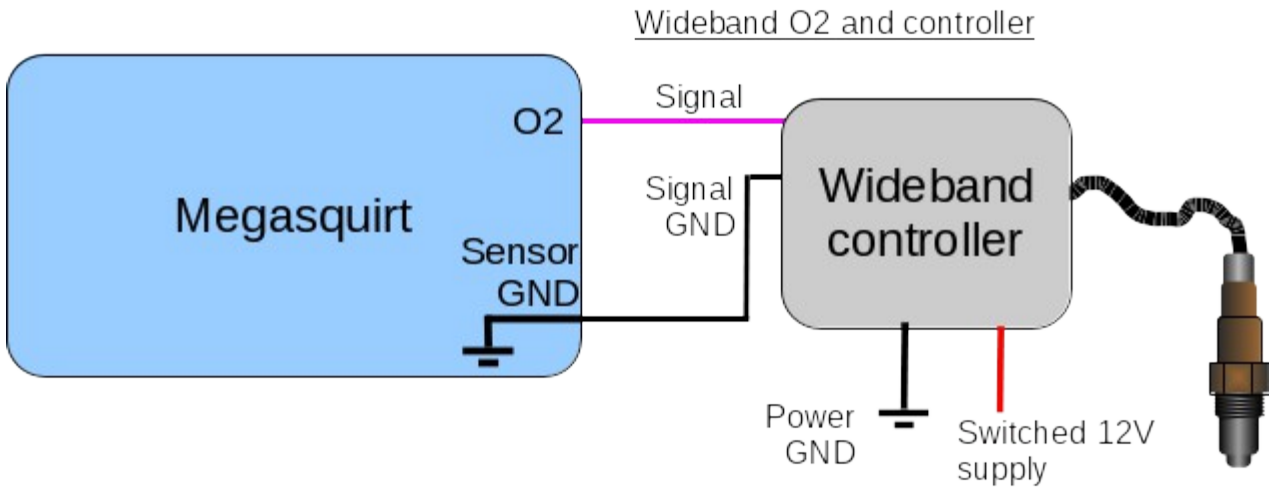 Wideband O2 and controller
Signal
O2
Signal
GND
Wideband
controller
Megasquirt
Sensor
GND
Power
GND
Switched 12V
supply